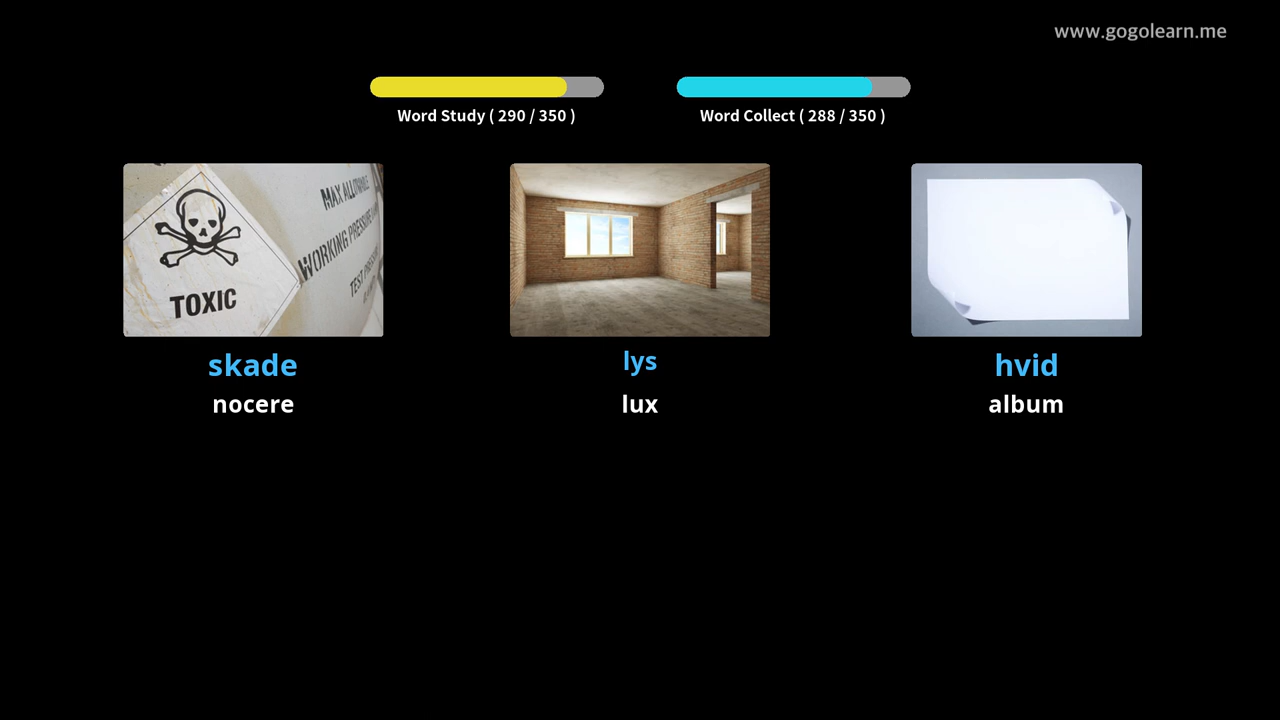 www.gogolearn.me
Word Study ( 290 / 350 )
Word Collect ( 288 / 350 )
TOXIC
MAX ALLOWABLE
WORKING PRESSURE
TEST
skade
lys
hvid
nocere
lux
album